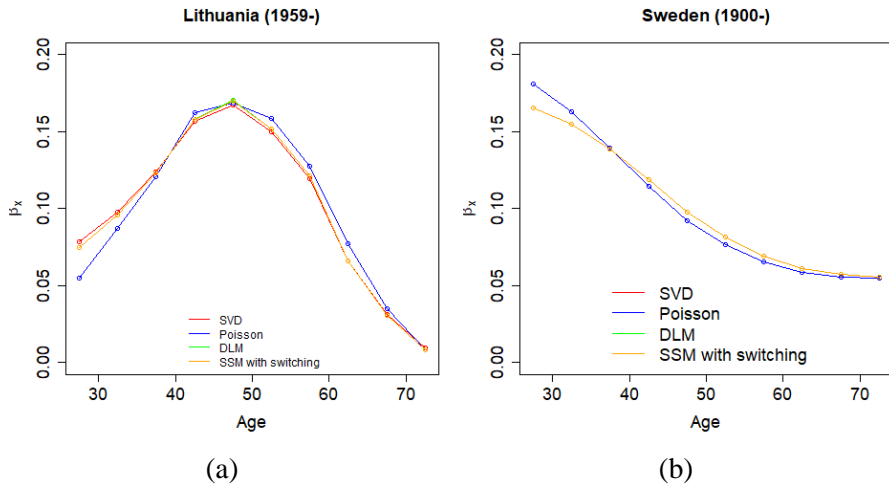 Lithuania (1959-)
0.20
0.15
0.10
0.05
0.00
βx
SVD
Poisson
DLM
SSM with switching
30 40 50 60 70
Age
(a)
Sweden (1900-)
0.20
0.15
0.10
0.05
0.00
βx
SVD
Poisson
DLM
SSM with switching
30 40 50 60 70
Age
(b)